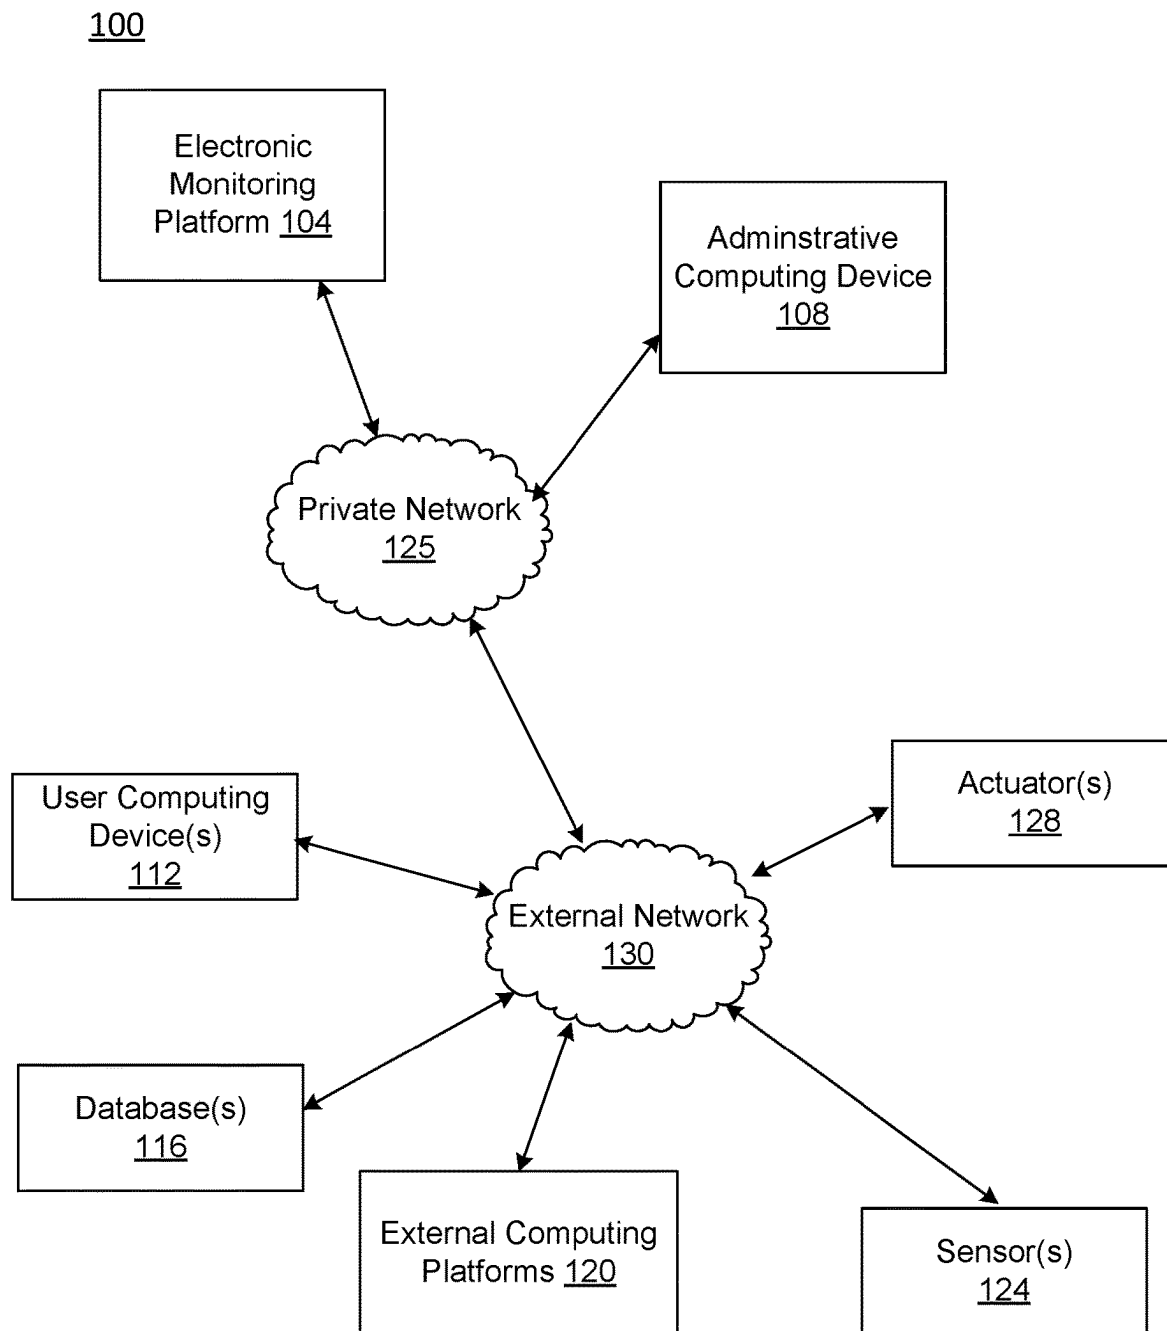 100
Electronic
Monitoring
Platform 104
Adminstrative
Computing Device
108
Private Network
125
User Computing
Device(s)
112
Actuator(s)
128
External Network
130
Database(s)
116
External Computing
Platforms 120
Sensor(s)
124